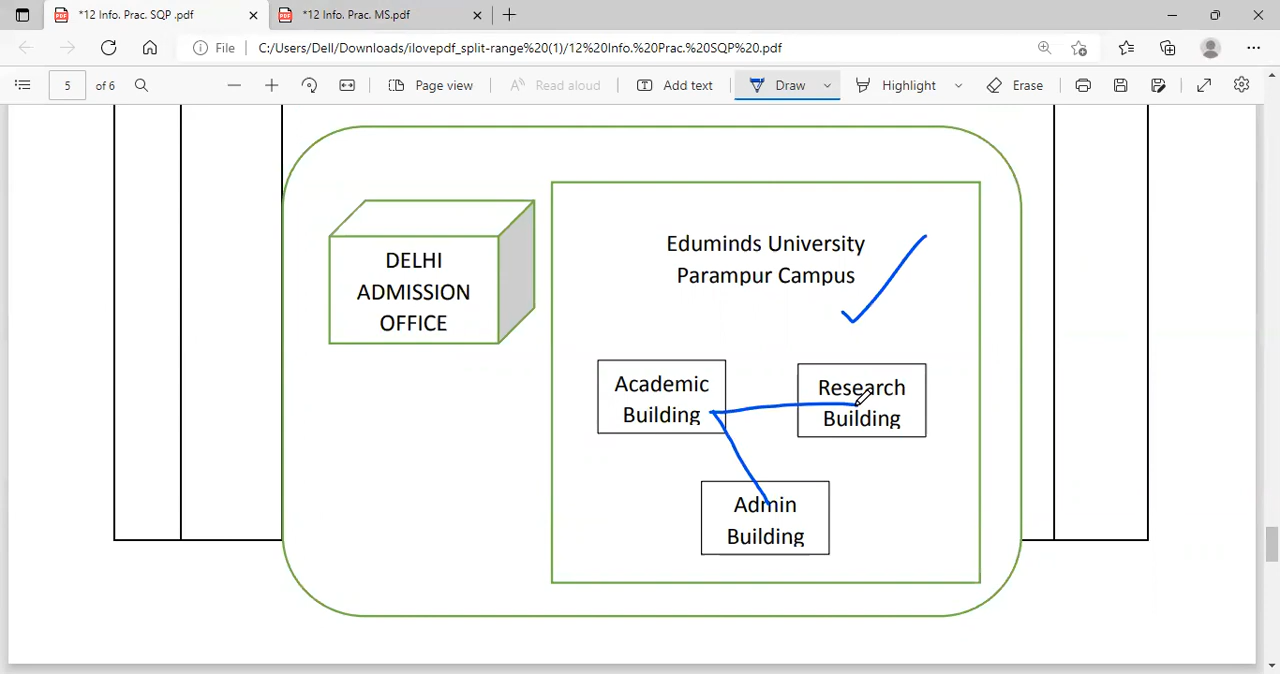 *12 Info. Prac. SQP .pdf
*12 Info. Prac. MS.pdf
File
C:/Users/Dell/Downloads/ilovepdf_split-range%20(1)/12%20Info.%20Prac.%20SQP%20.pdf
5 of 6
Page view
Read aloud
Add text
Draw
Highlight
Erase
DELHI
ADMISSION
OFFICE
Eduminds University
Parampur Campus
Academic
Building
Research
Building
Admin
Building